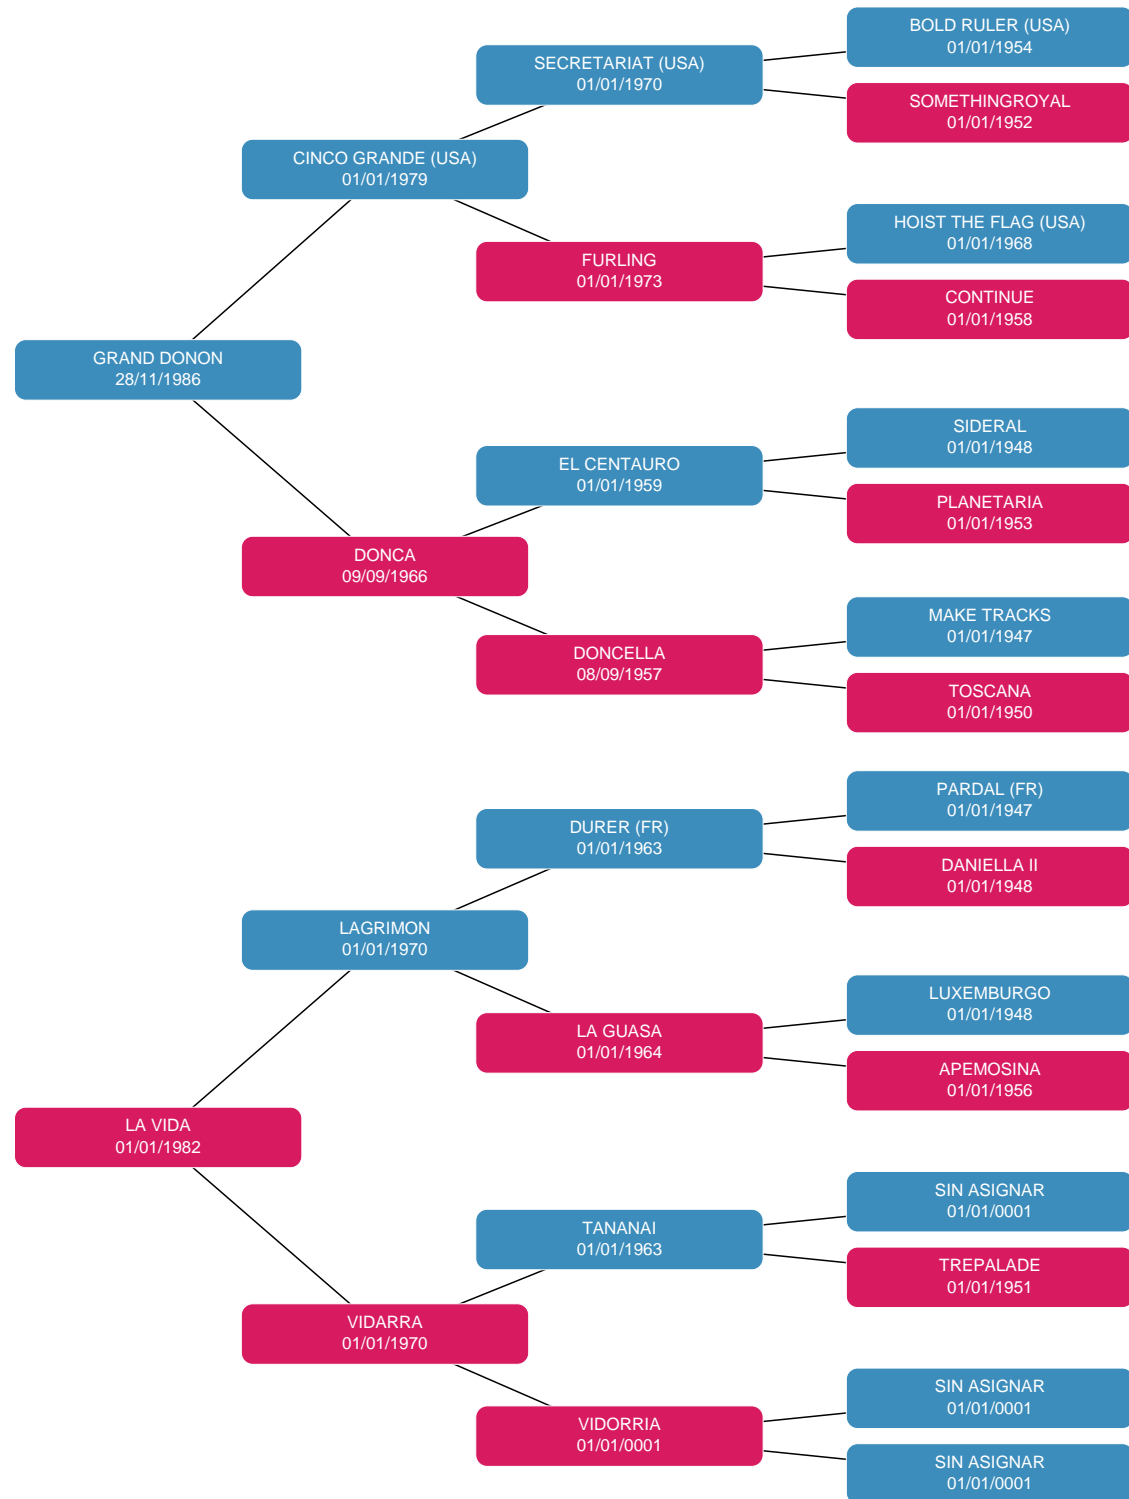 BOLD RULER (USA)
01/01/1954
SECRETARIAT (USA)
01/01/1970
SOMETHINGROYAL
01/01/1952
CINCO GRANDE (USA)
01/01/1979
HOIST THE FLAG (USA)
01/01/1968
FURLING
01/01/1973
CONTINUE
01/01/1958
GRAND DONON
28/11/1986
SIDERAL
01/01/1948
EL CENTAURO
01/01/1959
PLANETARIA
01/01/1953
DONCA
09/09/1966
MAKE TRACKS
01/01/1947
DONCELLA
08/09/1957
TOSCANA
01/01/1950
PARDAL (FR)
01/01/1947
DURER (FR)
01/01/1963
DANIELLA II
01/01/1948
LAGRIMON
01/01/1970
LUXEMBURGO
01/01/1948
LA GUASA
01/01/1964
APEMOSINA
01/01/1956
LA VIDA
01/01/1982
SIN ASIGNAR
01/01/0001
TANANAI
01/01/1963
TREPALADE
01/01/1951
VIDARRA
01/01/1970
SIN ASIGNAR
01/01/0001
VIDORRIA
01/01/0001
SIN ASIGNAR
01/01/0001